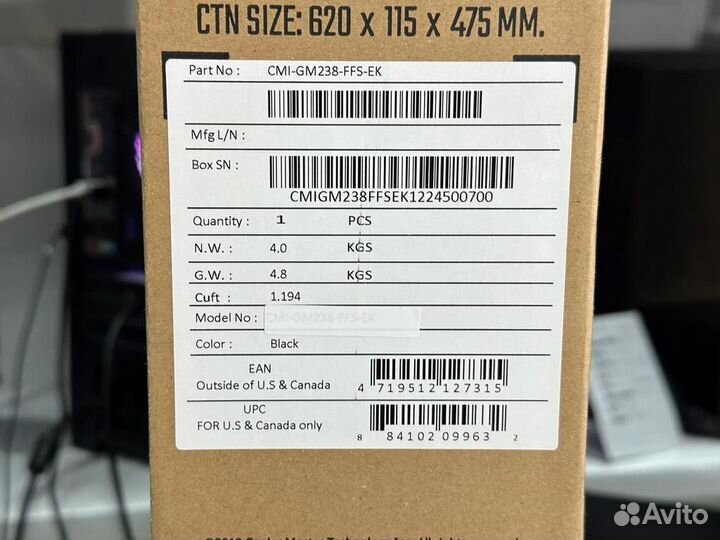 CTN SIZE: 620 x 115 x 475 MM.
Part No : CMI-GM238-FFS-EK
Mfg L/N :
Box SN :
CMIGM238FFSEK1224500700
Quantity : 1 PCS
N.W. : 4.0 KGS
G.W. : 4.8 KGS
Cuft : 1.194
Model No : CMI-GM238-FFS-EK
Color : Black
EAN
Outside of U.S & Canada 4 719512 127315
UPC
FOR U.S & Canada only 8 84102 09963 2
Avito